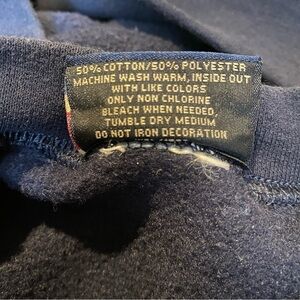 50% COTTON/50% POLYESTER
MACHINE WASH WARM, INSIDE OUT
WITH LIKE COLORS
ONLY NON CHLORINE
BLEACH WHEN NEEDED,
TUMBLE DRY MEDIUM
DO NOT IRON DECORATION